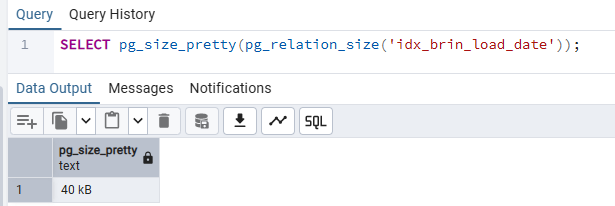 Query Query History
1 SELECT pg_size_pretty(pg_relation_size('idx_brin_load_date'));
Data Output Messages Notifications
SQL
pg_size_pretty
text
1 40 kB